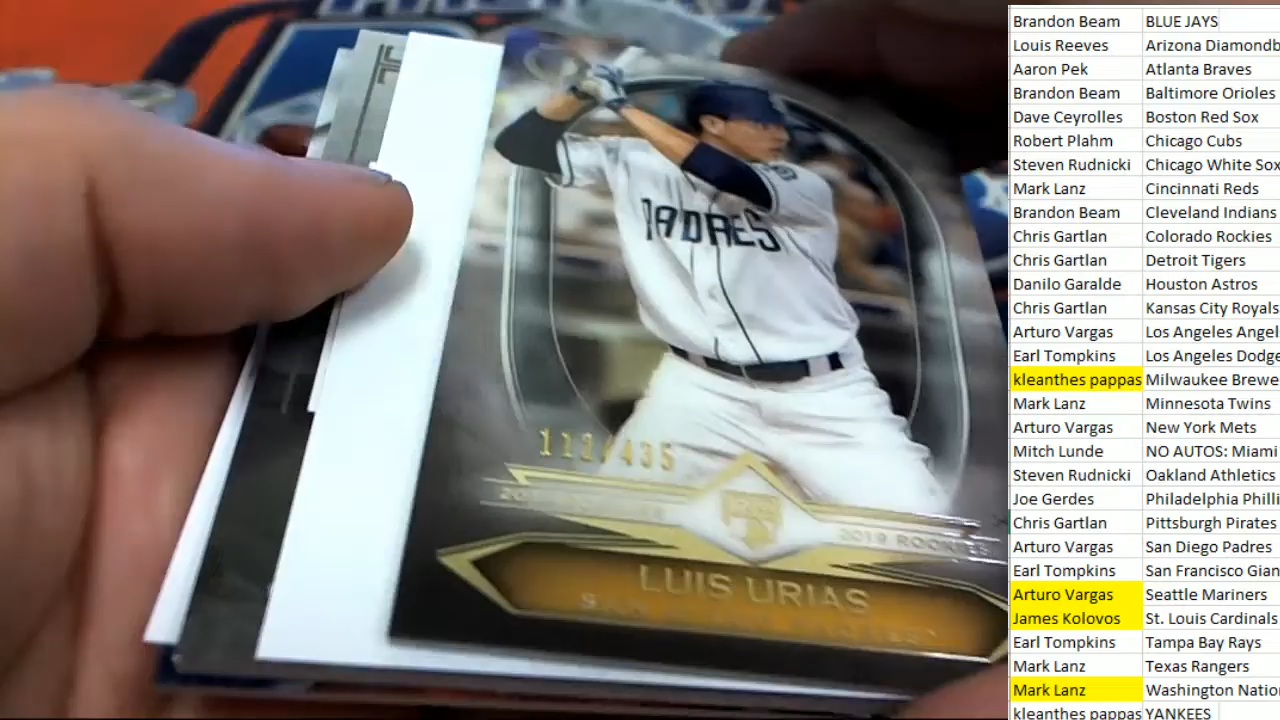 PADRES
112/435
2019 ROOKIE
LUIS URIAS
Brandon Beam BLUE JAYS
Louis Reeves Arizona Diamondb
Aaron Pek Atlanta Braves
Brandon Beam Baltimore Orioles
Dave Ceyrolles Boston Red Sox
Robert Plahm Chicago Cubs
Steven Rudnicki Chicago White Sox
Mark Lanz Cincinnati Reds
Brandon Beam Cleveland Indians
Chris Gartlan Colorado Rockies
Chris Gartlan Detroit Tigers
Danilo Garalde Houston Astros
Chris Gartlan Kansas City Royals
Arturo Vargas Los Angeles Angel
Earl Tompkins Los Angeles Dodge
kleanthes pappas Milwaukee Brewe
Mark Lanz Minnesota Twins
Arturo Vargas New York Mets
Mitch Lunde NO AUTOS: Miami
Steven Rudnicki Oakland Athletics
Joe Gerdes Philadelphia Philli
Chris Gartlan Pittsburgh Pirates
Arturo Vargas San Diego Padres
Earl Tompkins San Francisco Gian
Arturo Vargas Seattle Mariners
James Kolovos St. Louis Cardinals
Earl Tompkins Tampa Bay Rays
Mark Lanz Texas Rangers
Mark Lanz Washington Natio
kleanthes pappas YANKEES